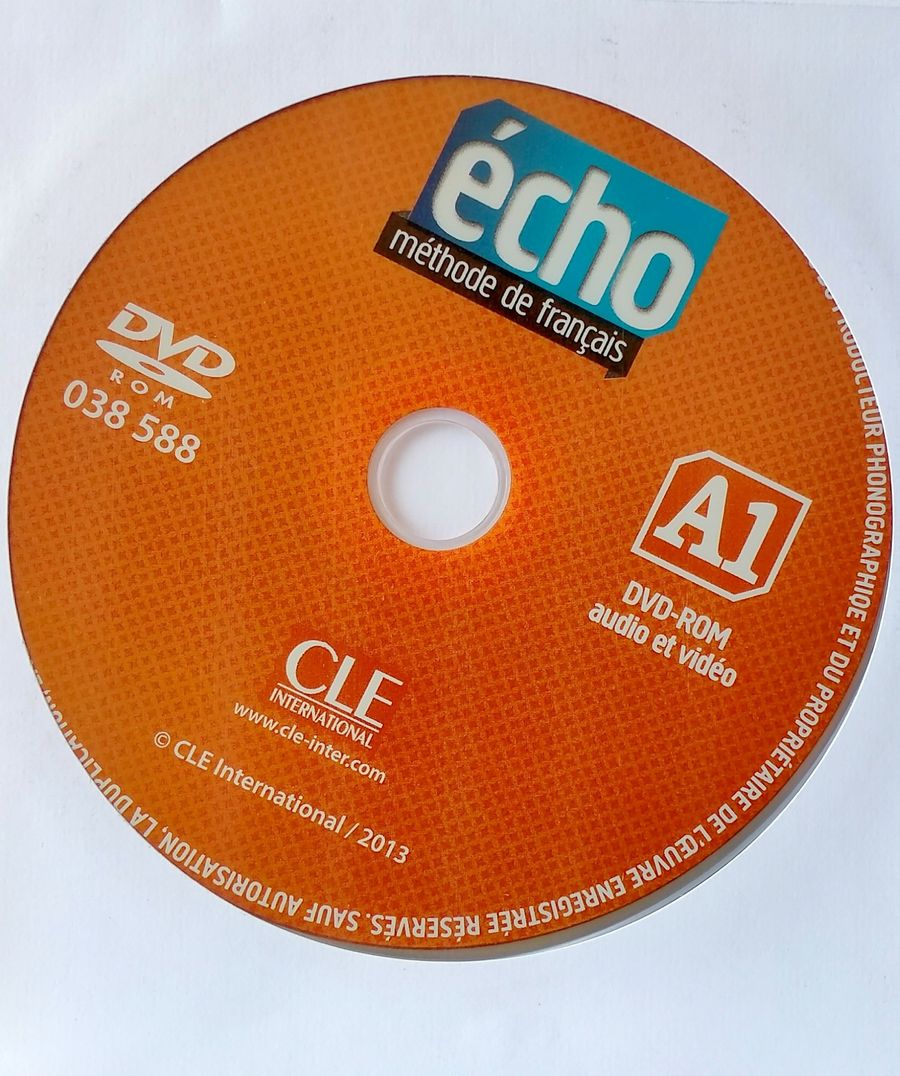 écho
méthode de français
DVD
ROM
038 588
A1
DVD-ROM
audio et vidéo
CLE
INTERNATIONAL
www.cle-inter.com
© CLE International / 2013
PRODUCTEUR PHONOGRAPHIQE ET DU PROPRIÉTAIRE DE L'ŒUVRE ENREGISTRÉE RÉSERVÉS. SAUF AUTORISATION, LA DUPLICATION,